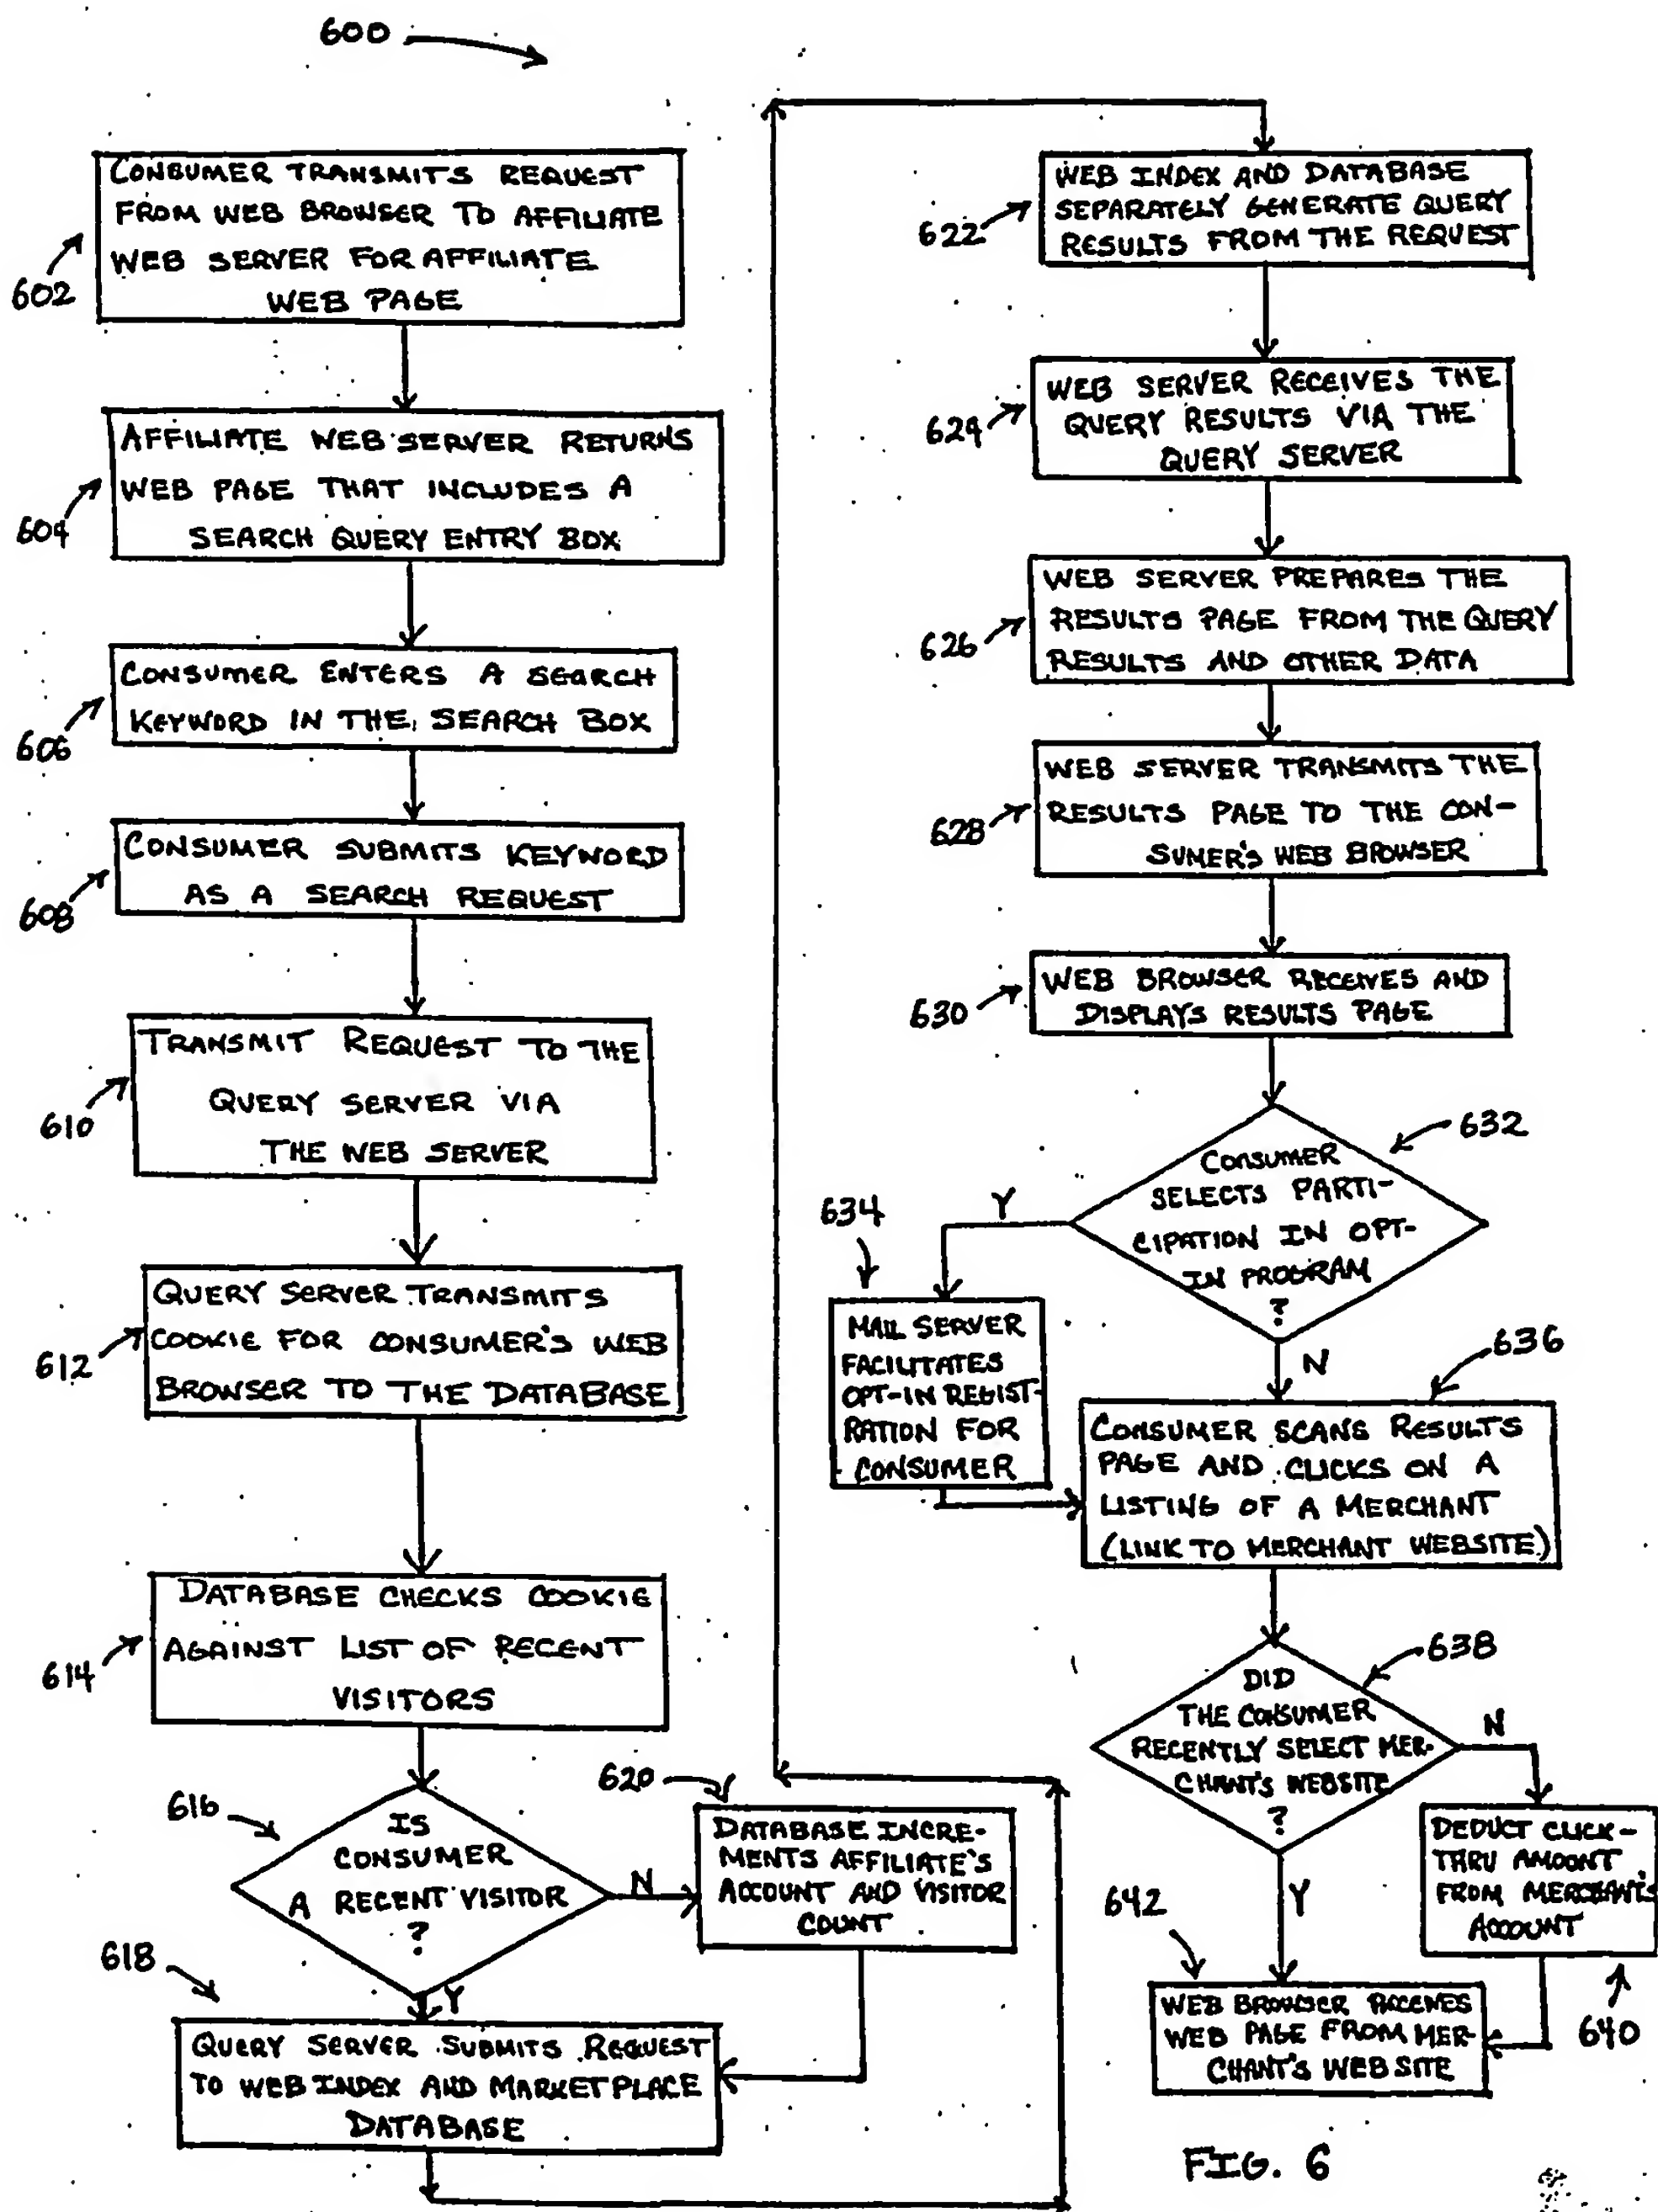 600
CONSUMER TRANSMITS REQUEST
FROM WEB BROWSER TO AFFILIATE
WEB SERVER FOR AFFILIATE
WEB PAGE
602
AFFILIATE WEB SERVER RETURNS
WEB PAGE THAT INCLUDES A
SEARCH QUERY ENTRY BOX
604
CONSUMER ENTERS A SEARCH
KEYWORD IN THE SEARCH BOX
606
CONSUMER SUBMITS KEYWORD
AS A SEARCH REQUEST
608
TRANSMIT REQUEST TO THE
QUERY SERVER VIA
THE WEB SERVER
610
QUERY SERVER TRANSMITS
COOKIE FOR CONSUMER'S WEB
BROWSER TO THE DATABASE
612
DATABASE CHECKS COOKIE
AGAINST LIST OF RECENT
VISITORS
614
616
IS
CONSUMER
A RECENT VISITOR
?
N
Y
620
DATABASE INCRE-
MENTS AFFILIATE'S
ACCOUNT AND VISITOR
COUNT
618
QUERY SERVER SUBMITS REQUEST
TO WEB INDEX AND MARKETPLACE
DATABASE
WEB INDEX AND DATABASE
SEPARATELY GENERATE QUERY
RESULTS FROM THE REQUEST
622
WEB SERVER RECEIVES THE
QUERY RESULTS VIA THE
QUERY SERVER
624
WEB SERVER PREPARES THE
RESULTS PAGE FROM THE QUERY
RESULTS AND OTHER DATA
626
WEB SERVER TRANSMITS THE
RESULTS PAGE TO THE CON-
SUMER'S WEB BROWSER
628
WEB BROWSER RECEIVES AND
DISPLAYS RESULTS PAGE
630
632
CONSUMER
SELECTS PARTI-
CIPATION IN OPT-
IN PROGRAM
?
Y
N
634
MAIL SERVER
FACILITATES
OPT-IN REGIST-
RATION FOR
CONSUMER
636
CONSUMER SCANS RESULTS
PAGE AND CLICKS ON A
LISTING OF A MERCHANT
(LINK TO MERCHANT WEBSITE)
638
DID
THE CONSUMER
RECENTLY SELECT MER-
CHANT'S WEBSITE
?
N
Y
DEDUCT CLICK-
THRU AMOUNT
FROM MERCHANT'S
ACCOUNT
640
642
WEB BROWSER RECEIVES
WEB PAGE FROM MER-
CHANT'S WEBSITE
FIG. 6